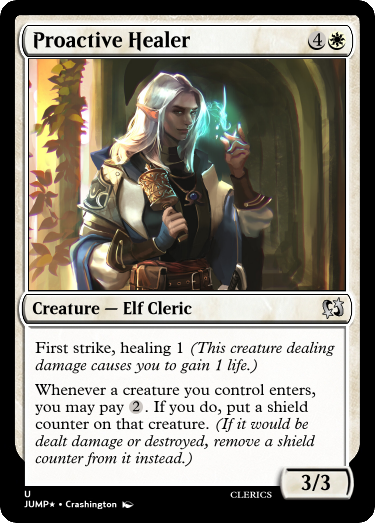 Proactive Healer 4
Creature — Elf Cleric
First strike, healing 1 (This creature dealing
damage causes you to gain 1 life.)
Whenever a creature you control enters,
you may pay 2. If you do, put a shield
counter on that creature. (If it would be
dealt damage or destroyed, remove a shield
counter from it instead.)
3/3
U
JUMP★ • Crashington
CLERICS